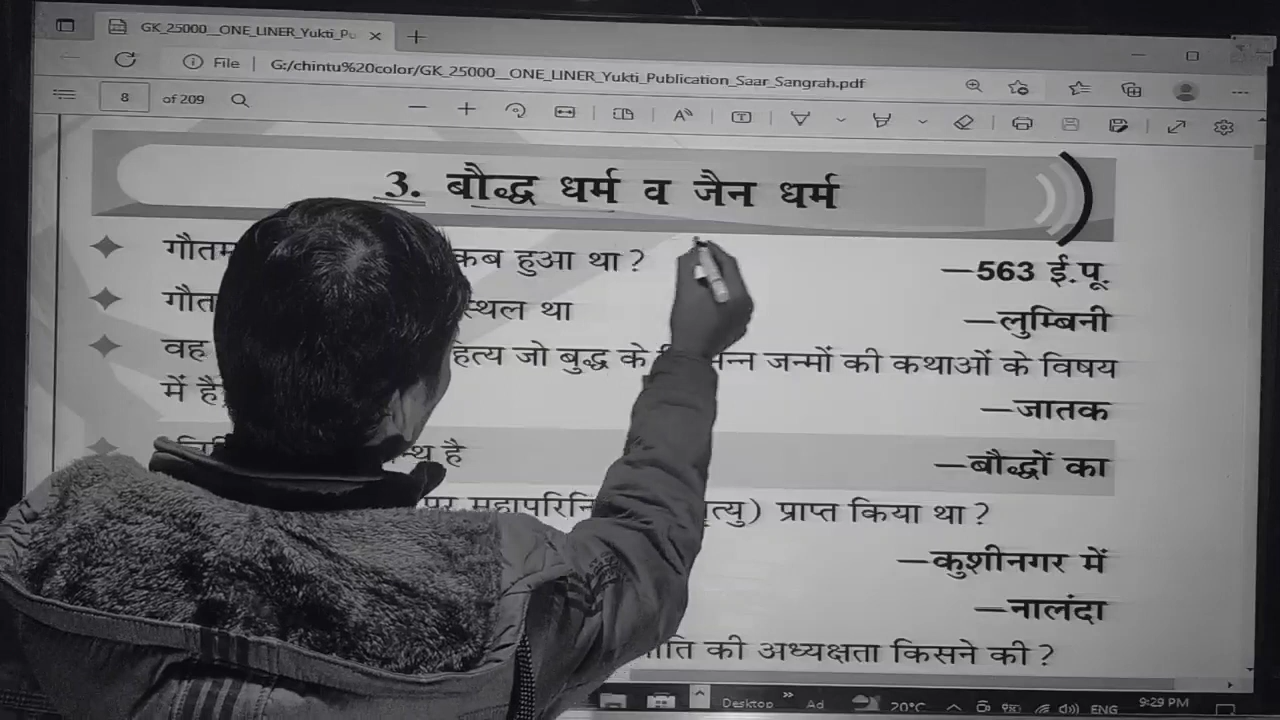 GK_25000__ONE_LINER_Yukti_Pu
File G:/chintu%20color/GK_25000__ONE_LINER_Yukti_Publication_Saar_Sangrah.pdf
8 of 209
3. बौद्ध धर्म व जैन धर्म
गौतम कब हुआ था? —563 ई.पू.
स्थल था —लुम्बिनी
वह जो बुद्ध के जन्मों की कथाओं के विषय
में है —जातक
है —बौद्धों का
पर प्राप्त किया था?
—कुशीनगर में
—नालंदा
की अध्यक्षता किसने की?
Desktop Ad 20°C ENG 9:29 PM